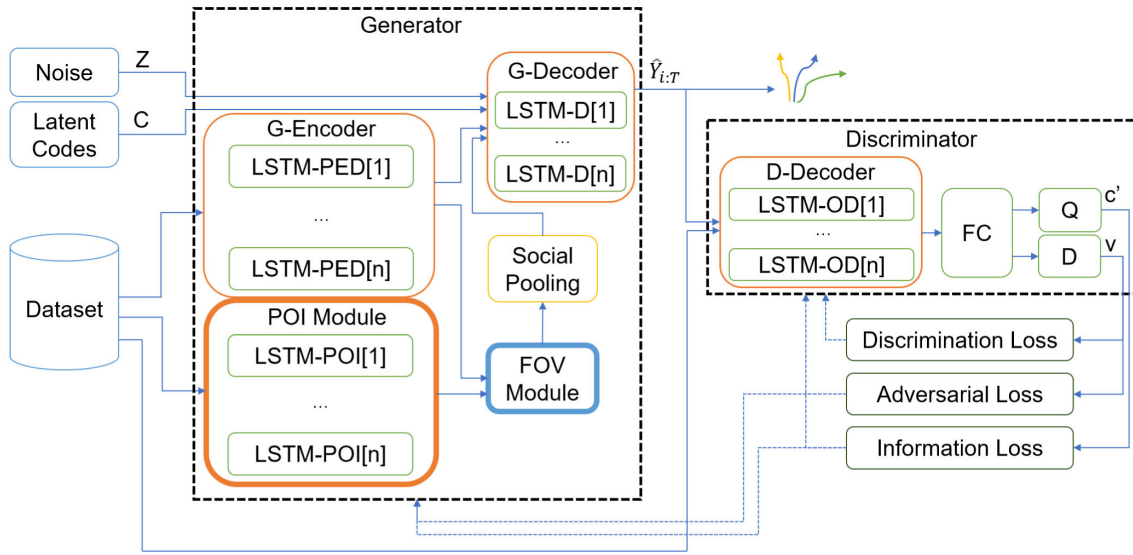 Generator
Noise
Z
Latent
Codes
C
G-Encoder
LSTM-PED[1]
...
LSTM-PED[n]
G-Decoder
LSTM-D[1]
...
LSTM-D[n]
Ŷi:T
Dataset
POI Module
LSTM-POI[1]
...
LSTM-POI[n]
Social
Pooling
FOV
Module
Discriminator
D-Decoder
LSTM-OD[1]
...
LSTM-OD[n]
FC
Q
c'
D
v
Discrimination Loss
Adversarial Loss
Information Loss